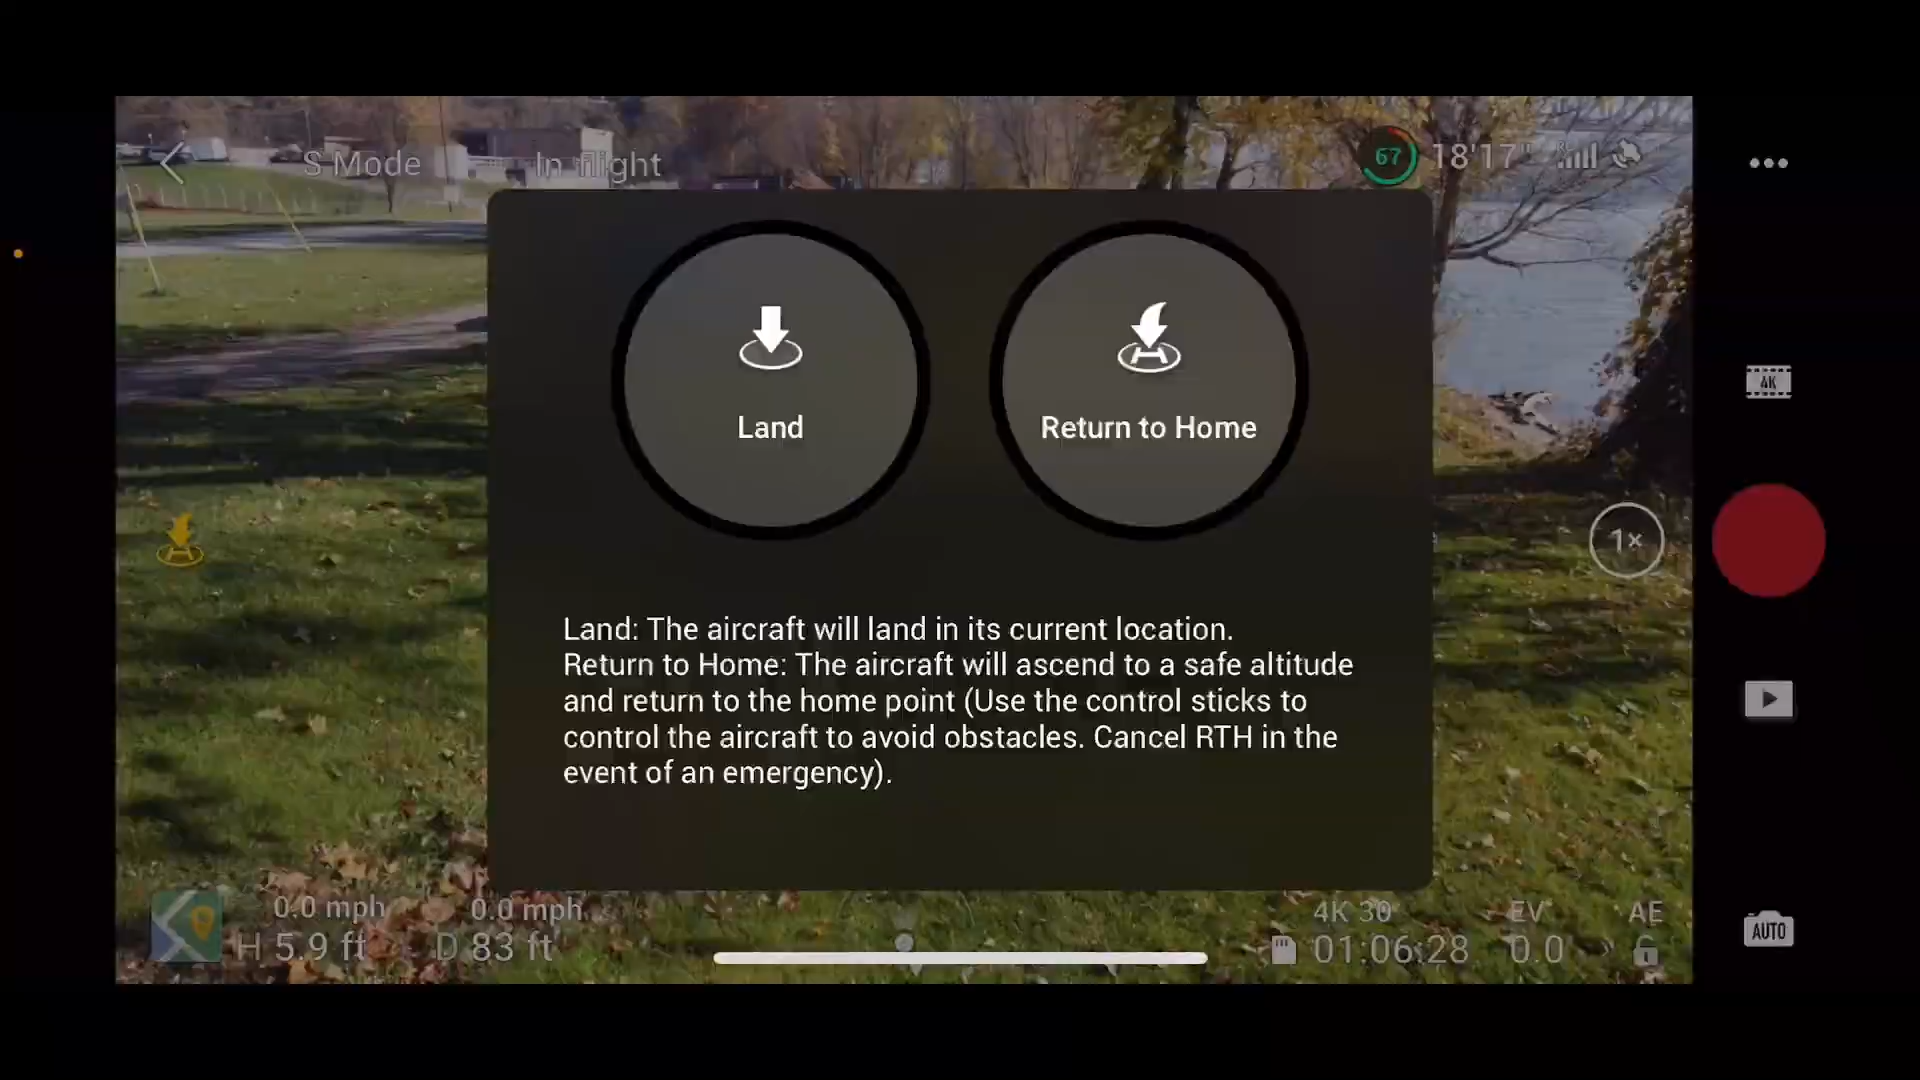 S Mode
In flight
67
18'17"
Land
Return to Home
4K
1×
Land: The aircraft will land in its current location.
Return to Home: The aircraft will ascend to a safe altitude
and return to the home point (Use the control sticks to
control the aircraft to avoid obstacles. Cancel RTH in the
event of an emergency).
0.0 mph
0.0 mph
H 5.9 ft
D 83 ft
4K 30
EV
AE
01:06:28
0.0
AUTO